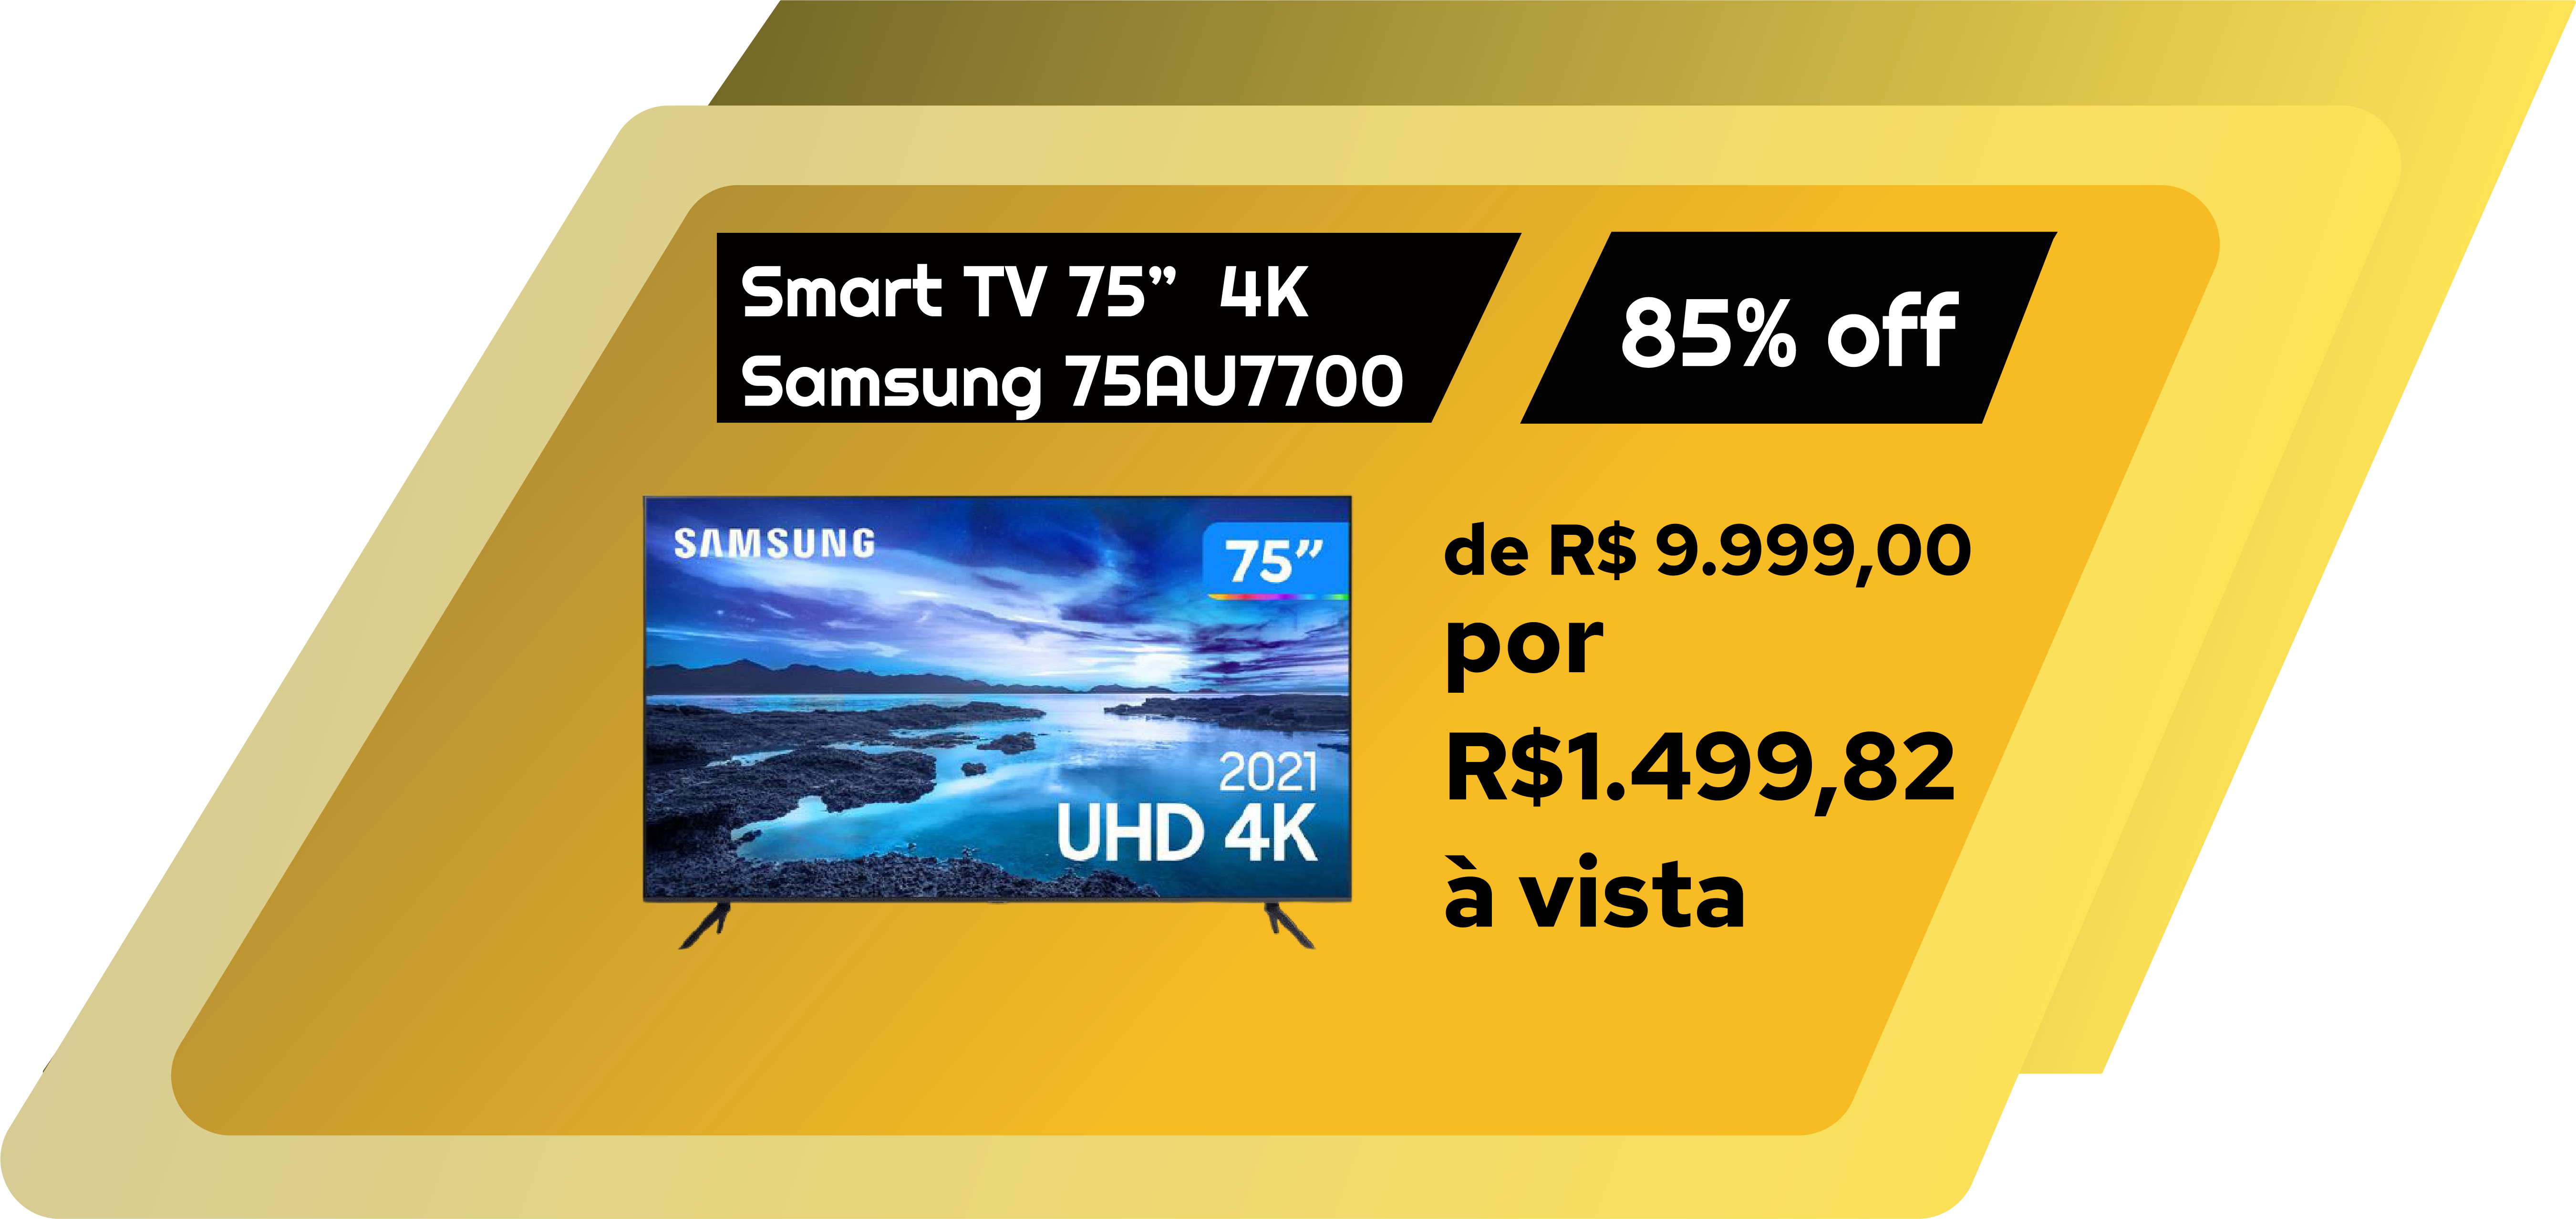 Smart TV 75” 4K
Samsung 75AU7700
85% off
SAMSUNG
75”
2021
UHD 4K
de R$ 9.999,00
por
R$1.499,82
à vista